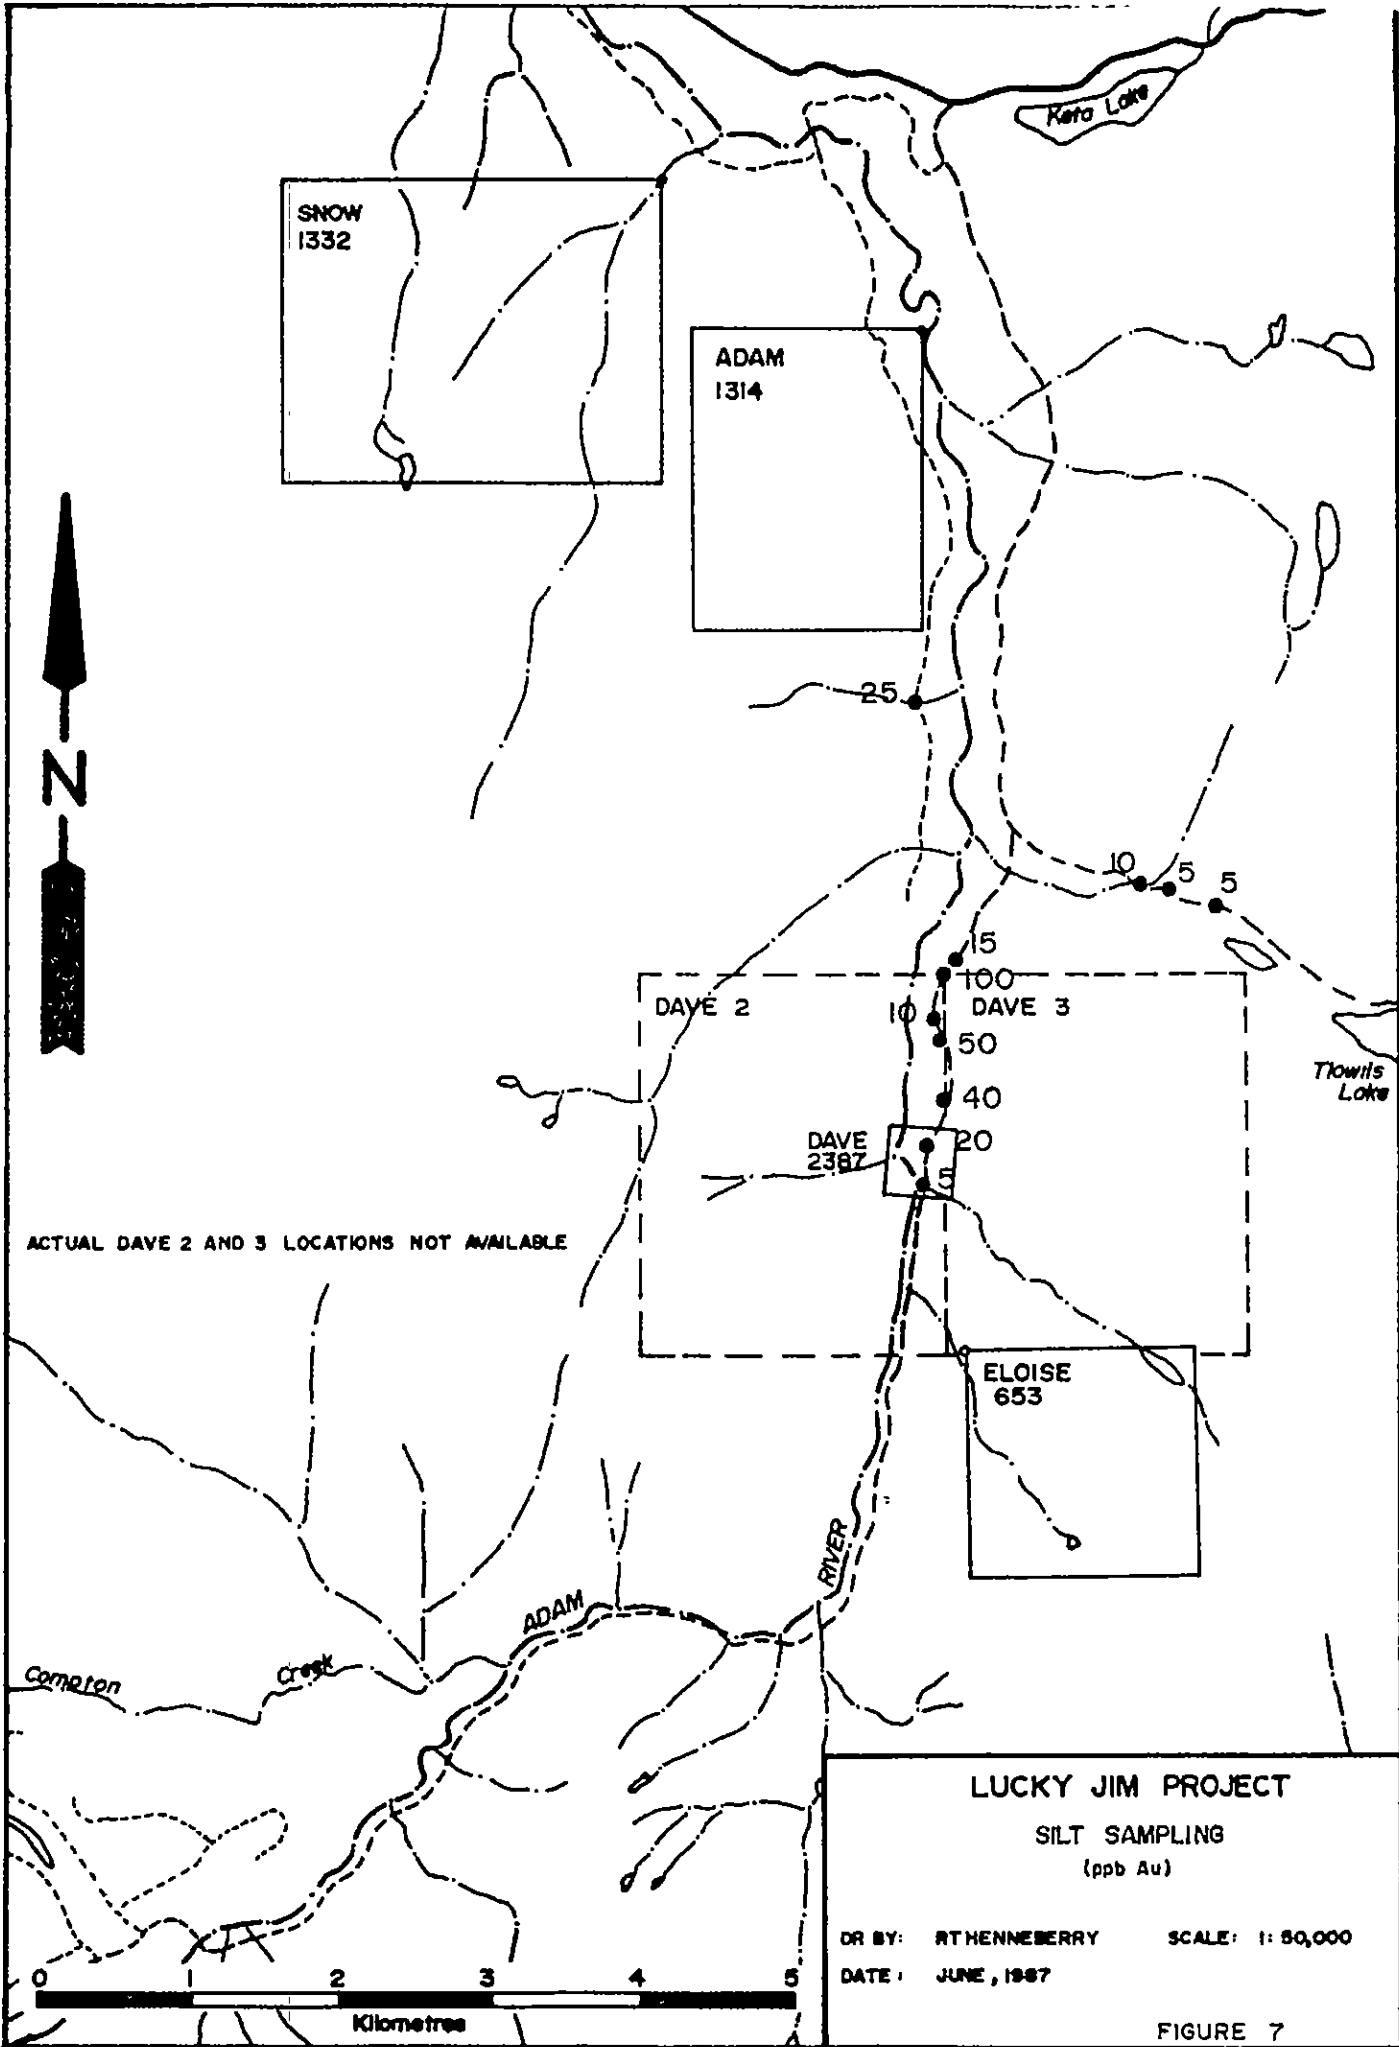 Keta Lake
SNOW
1332
ADAM
1314
N
25
10
5
5
15
100
DAVE 2
10
DAVE 3
50
Tlowils
Lake
40
DAVE
2387
20
5
ACTUAL DAVE 2 AND 3 LOCATIONS NOT AVAILABLE
ELOISE
653
ADAM
RIVER
Compton
Creek
LUCKY JIM PROJECT
SILT SAMPLING
(ppb Au)
DR BY: RTHENNEBERRY SCALE: 1:50,000
DATE: JUNE, 1987
FIGURE 7
0 1 2 3 4 5
Kilometres